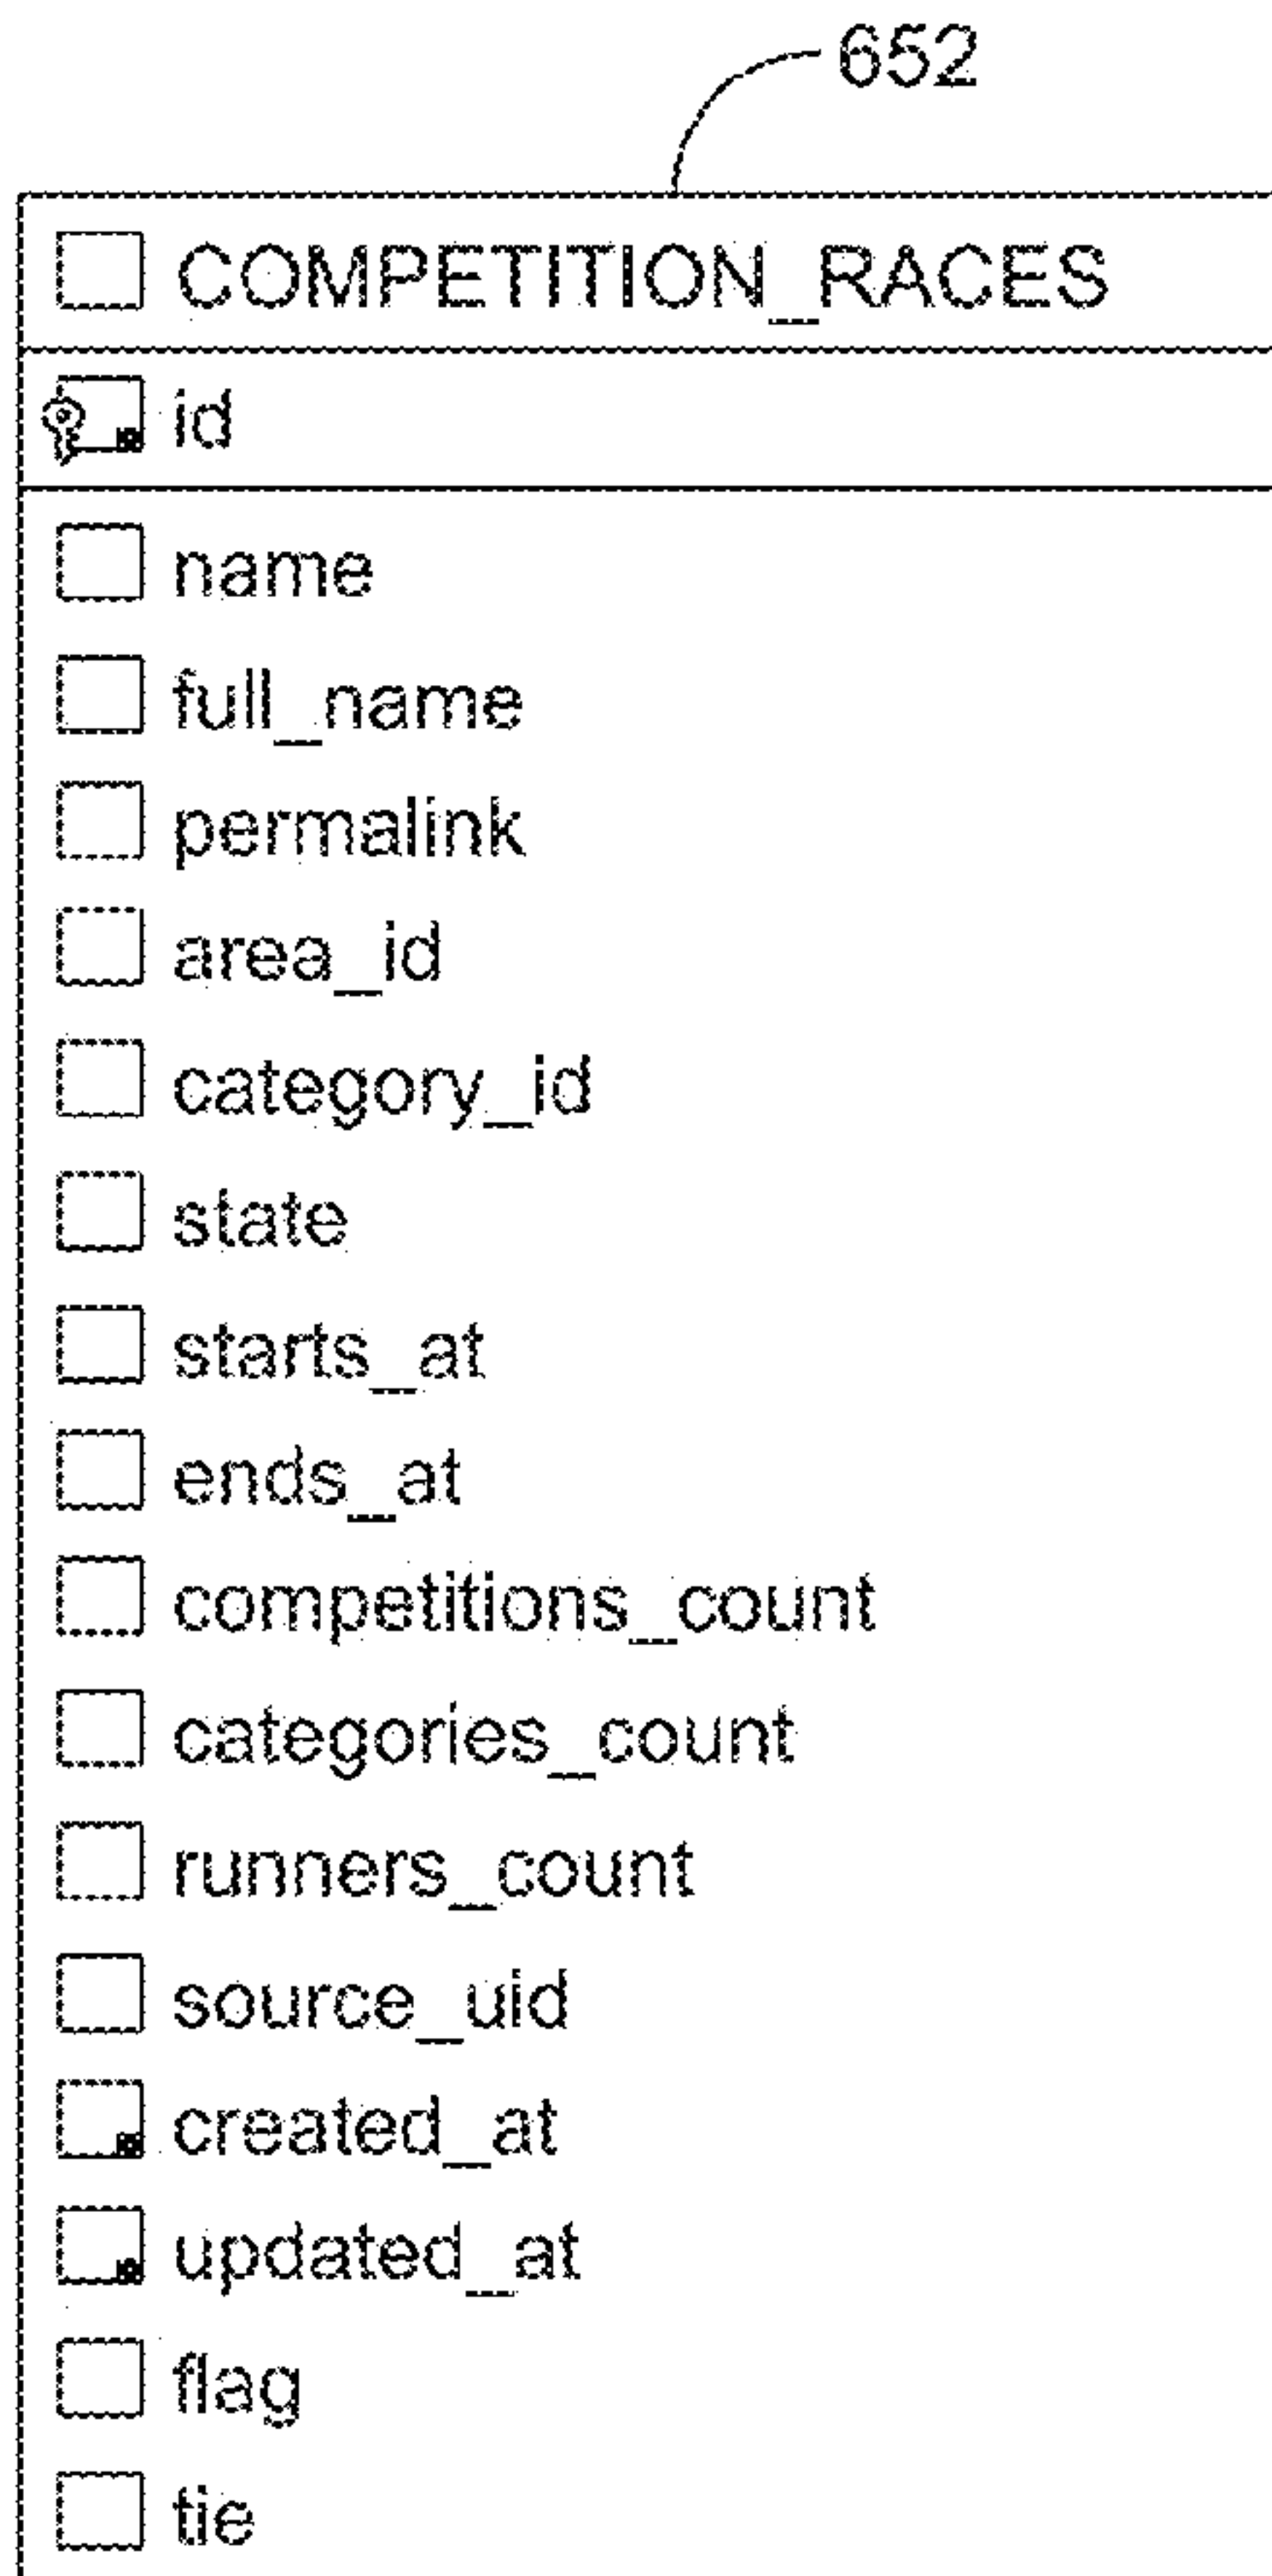 652
COMPETITION_RACES
id
name
full_name
permalink
area_id
category_id
state
starts_at
ends_at
competitions_count
categories_count
runners_count
source_uid
created_at
updated_at
flag
tie